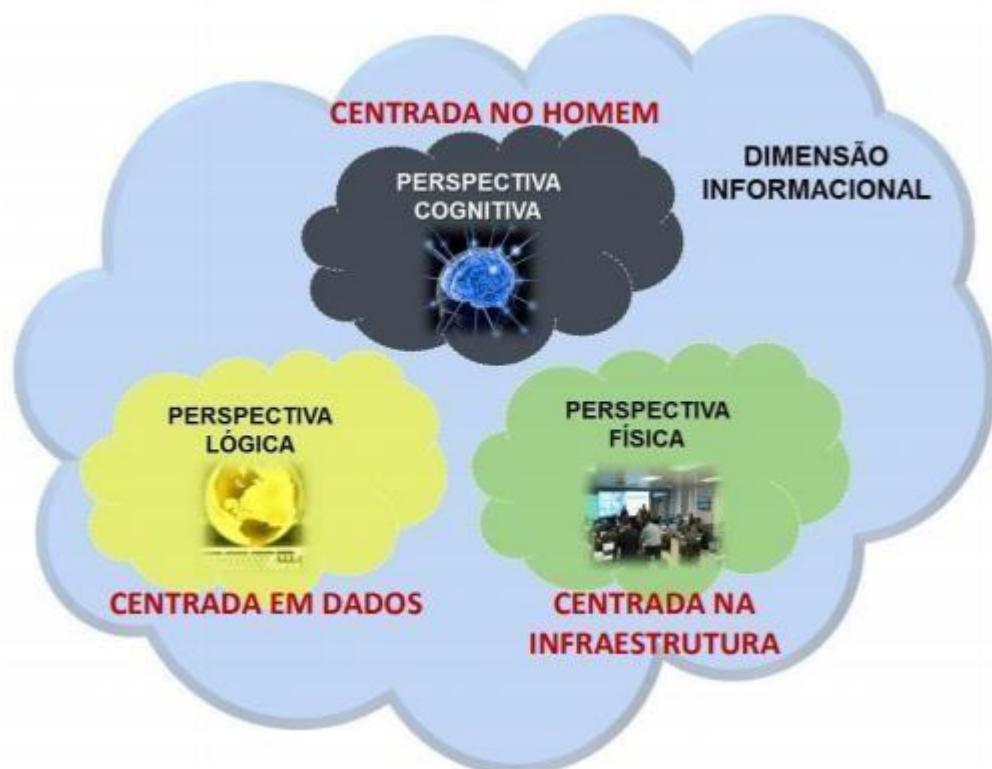 CENTRADA NO HOMEM
PERSPECTIVA
COGNITIVA
DIMENSÃO
INFORMACIONAL
PERSPECTIVA
LÓGICA
CENTRADA EM DADOS
PERSPECTIVA
FÍSICA
CENTRADA NA
INFRAESTRUTURA